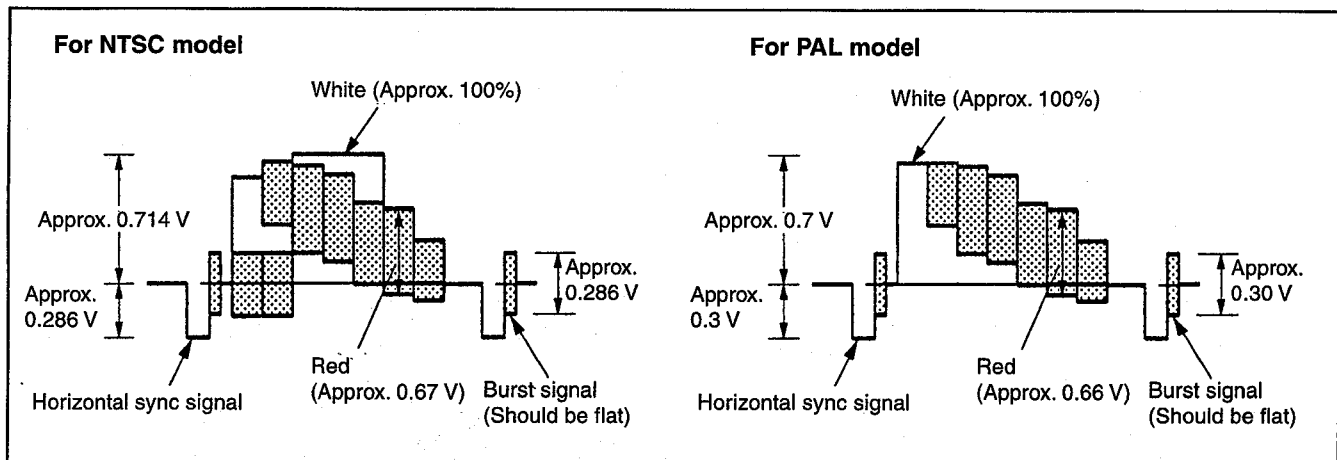 For NTSC model
White (Approx. 100%)
Approx. 0.714 V
Approx.
0.286 V
Approx.
0.286 V
Red
(Approx. 0.67 V)
Horizontal sync signal
Burst signal
(Should be flat)
For PAL model
White (Approx. 100%)
Approx. 0.7 V
Approx.
0.3 V
Approx.
0.30 V
Red
(Approx. 0.66 V)
Horizontal sync signal
Burst signal
(Should be flat)